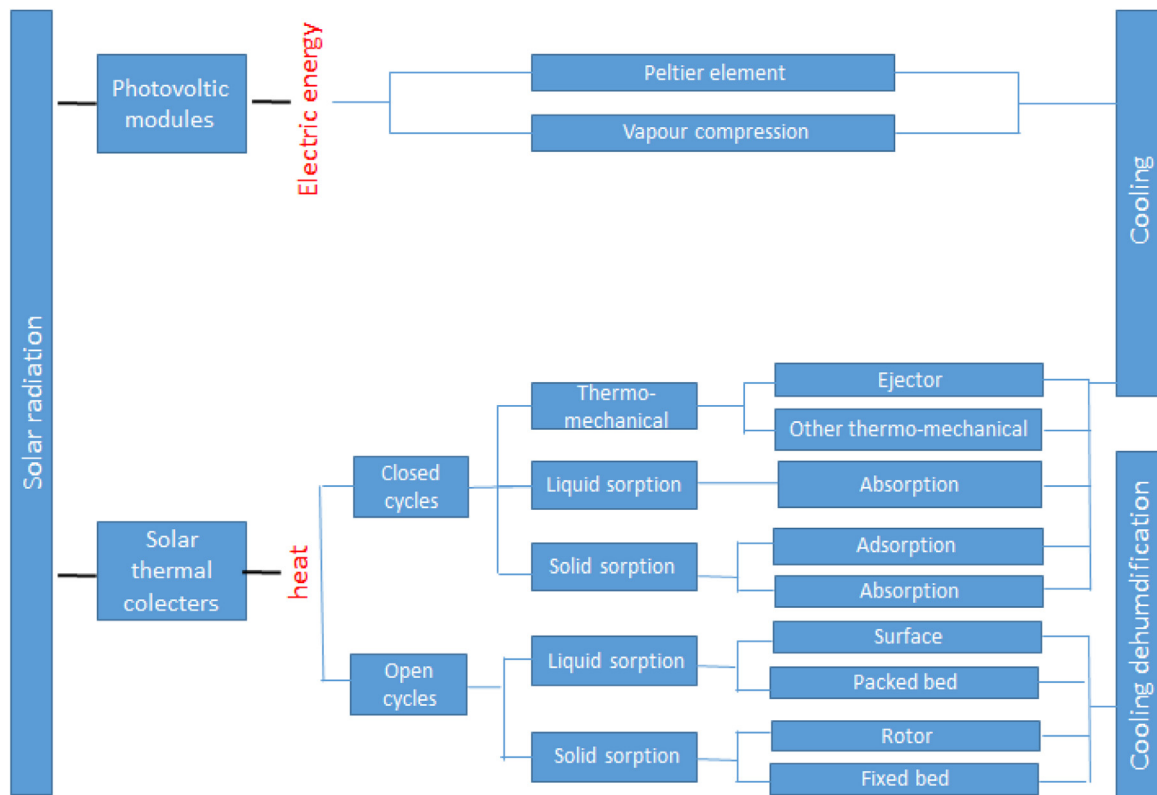 Solar radiation
Photovoltic
modules
Electric energy
Peltier element
Vapour compression
Cooling
Solar
thermal
colecters
heat
Closed
cycles
Thermo-
mechanical
Ejector
Other thermo-mechanical
Liquid sorption
Absorption
Solid sorption
Adsorption
Absorption
Open
cycles
Liquid sorption
Surface
Packed bed
Solid sorption
Rotor
Fixed bed
Cooling dehumdification